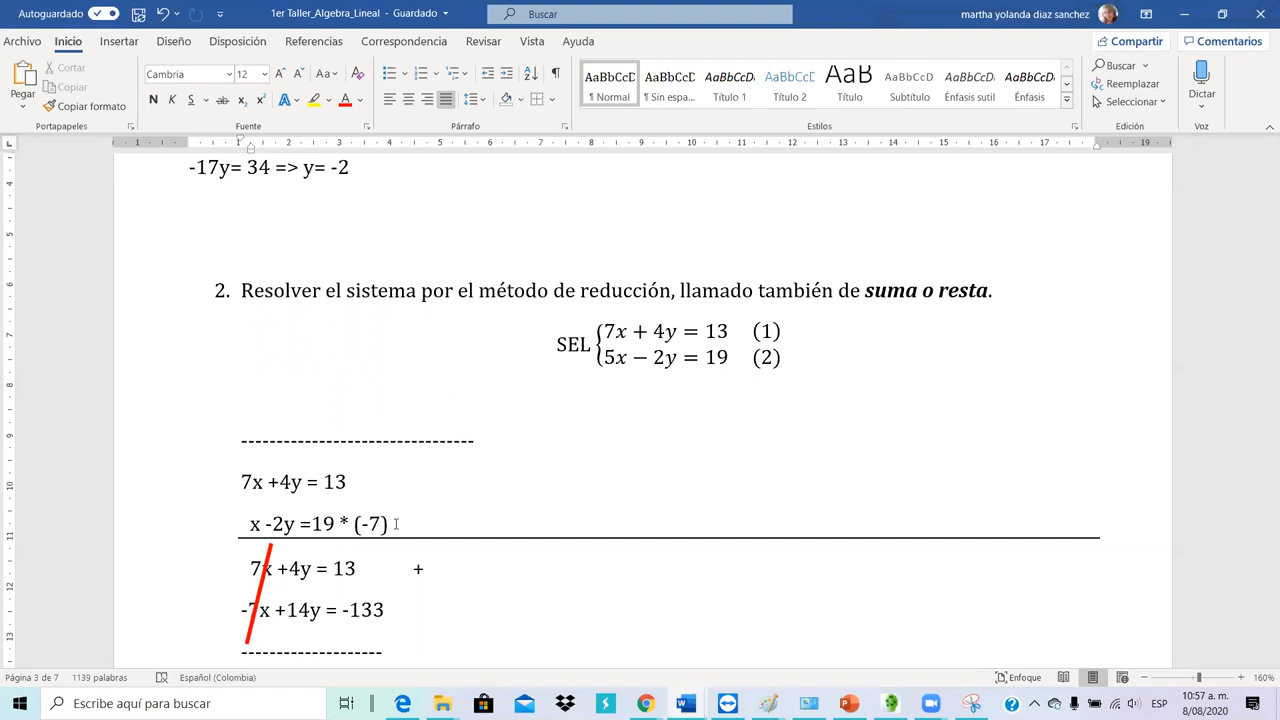 Autoguardado
Buscar
martha yolanda diaz sanchez
Archivo Inicio Insertar Diseño Disposición Referencias Correspondencia Revisar Vista Ayuda
Compartir Comentarios
Pegar
Cortar
Copiar
Copiar formato
Portapapeles
Cambria 12
N K S
Fuente
Párrafo
AaBbCcD AaBbCcD AaBbCcD AaBbCcD AaB AaBbCcD AaBbCcD AaBbCcD
¶ Normal ¶ Sin espa... Título 1 Título 2 Título Subtítulo Énfasis sutil Énfasis
Estilos
Buscar
Reemplazar
Seleccionar
Edición
Dictar
Voz
-17y= 34 => y= -2
2. Resolver el sistema por el método de reducción, llamado también de suma o resta.
SEL {7x + 4y = 13 (1)
5x − 2y = 19 (2)
---------------------------------
7x +4y = 13
x -2y =19 * (-7)
7x +4y = 13 +
-7x +14y = -133
--------------------
Página 3 de 7 1139 palabras Español (Colombia) Enfoque 160%
Escribe aquí para buscar
ESP
10:57 a. m.
8/08/2020